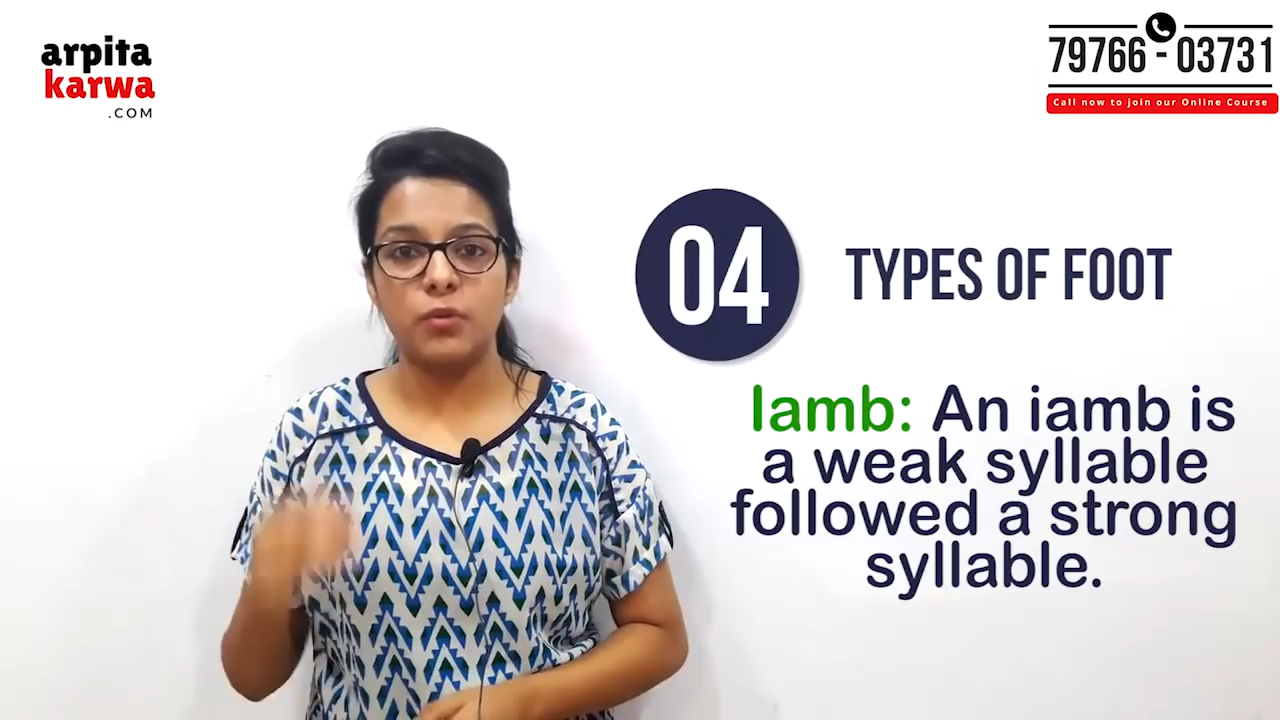 arpita
karwa
.COM
79766 - 03731
Call now to join our Online Course
04
TYPES OF FOOT
Iamb: An iamb is
a weak syllable
followed a strong
syllable.